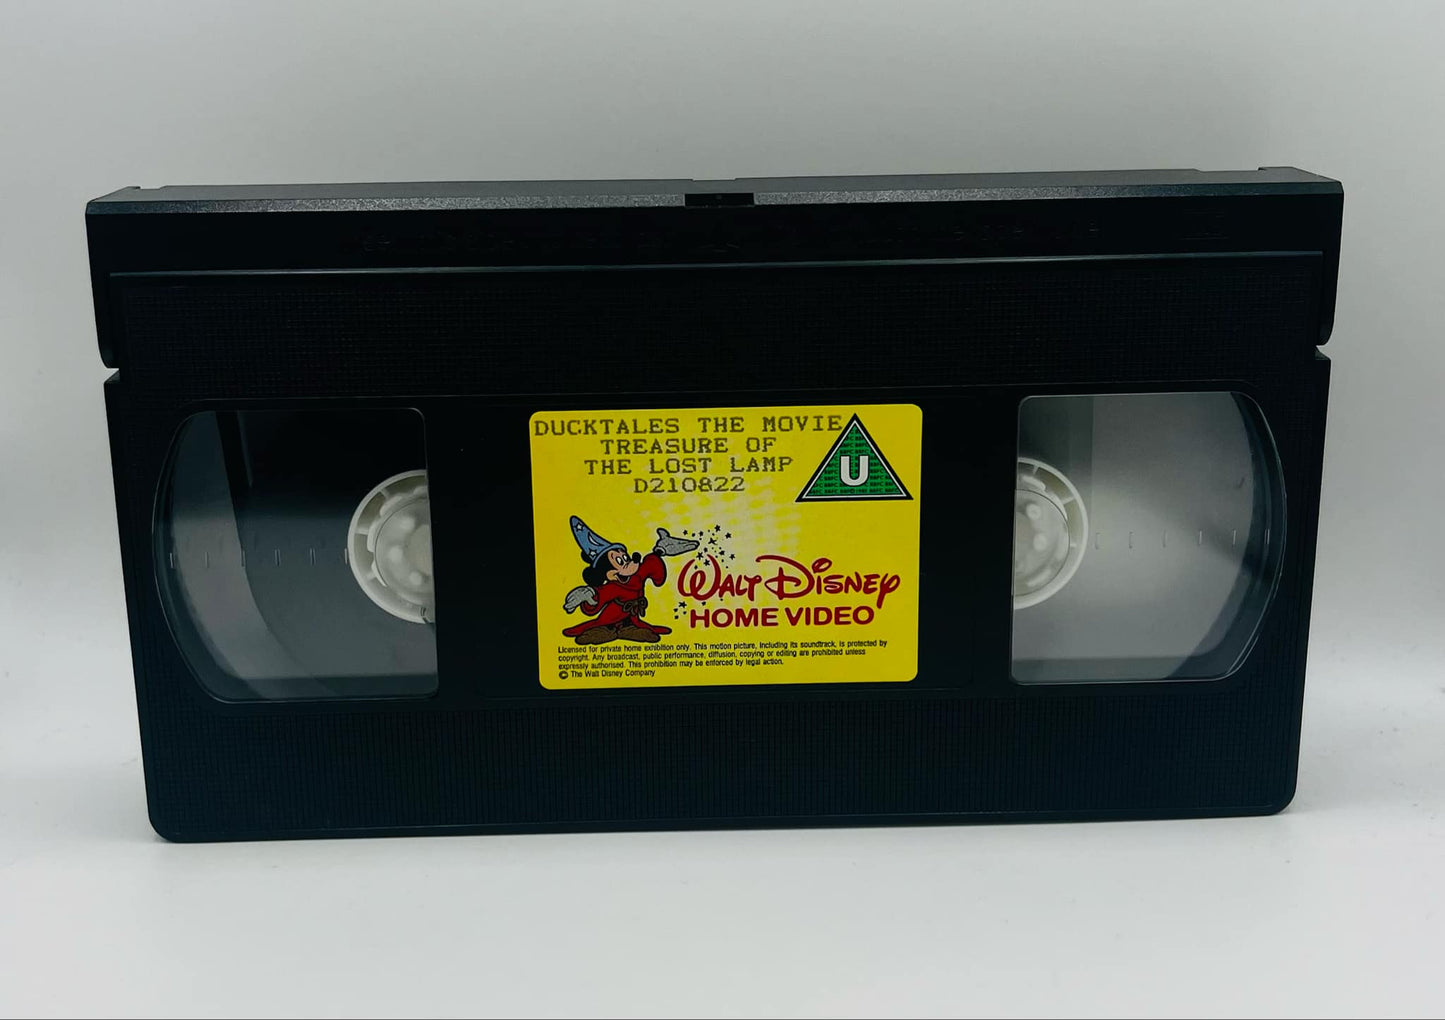 DUCKTALES THE MOVIE
TREASURE OF
THE LOST LAMP
D210822
U
WALT DISNEY
HOME VIDEO
Licensed for private home exhibition only. This motion picture, including its soundtrack, is protected by
copyright. Any broadcast, public performance, diffusion, copying or editing are prohibited unless
expressly authorised. This prohibition may be enforced by legal action.
© The Walt Disney Company